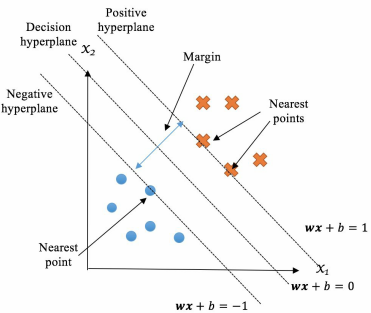 Positive
hyperplane
Decision
hyperplane
x₂
Margin
Negative
hyperplane
Nearest
points
wx + b = 1
Nearest
point
x₁
wx + b = 0
wx + b = −1